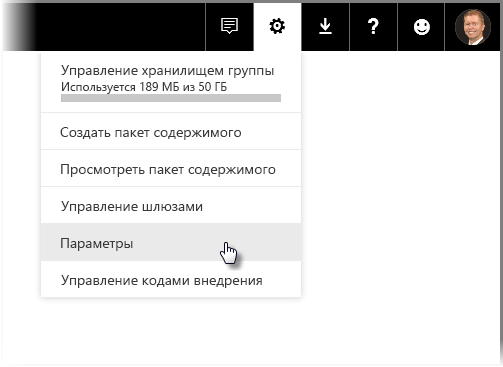 Управление хранилищем группы
Используется 189 МБ из 50 ГБ
Создать пакет содержимого
Просмотреть пакет содержимого
Управление шлюзами
Параметры
Управление кодами внедрения